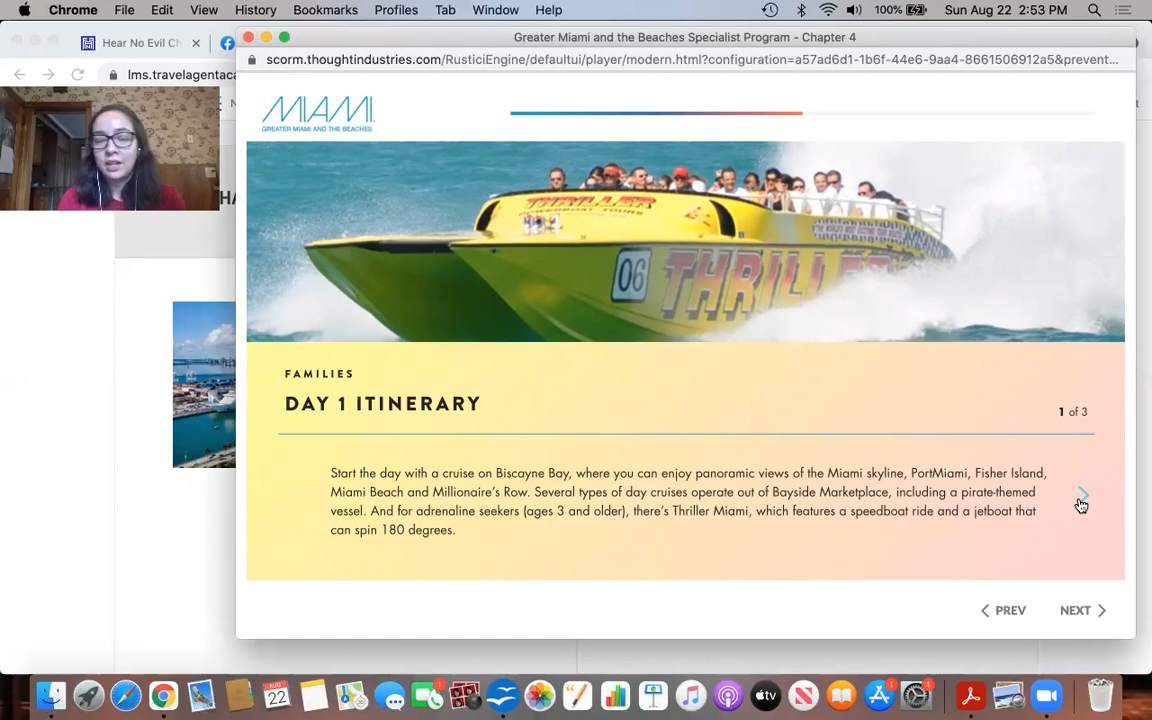 Chrome File Edit View History Bookmarks Profiles Tab Window Help 100% Sun Aug 22 2:53 PM
Hear No Evil Ch
Greater Miami and the Beaches Specialist Program - Chapter 4
lms.travelagentaca
scorm.thoughtindustries.com/RusticiEngine/defaultui/player/modern.html?configuration=a57ad6d1-1b6f-44e6-9aa4-8661506912a5&prevent...
MIAMI
GREATER MIAMI AND THE BEACHES
THRILLER
POWERBOAT TOURS
06 THRILLER
FAMILIES
DAY 1 ITINERARY
1 of 3
Start the day with a cruise on Biscayne Bay, where you can enjoy panoramic views of the Miami skyline, PortMiami, Fisher Island,
Miami Beach and Millionaire's Row. Several types of day cruises operate out of Bayside Marketplace, including a pirate-themed
vessel. And for adrenaline seekers (ages 3 and older), there's Thriller Miami, which features a speedboat ride and a jetboat that
can spin 180 degrees.
PREV NEXT
AUG
22
tv